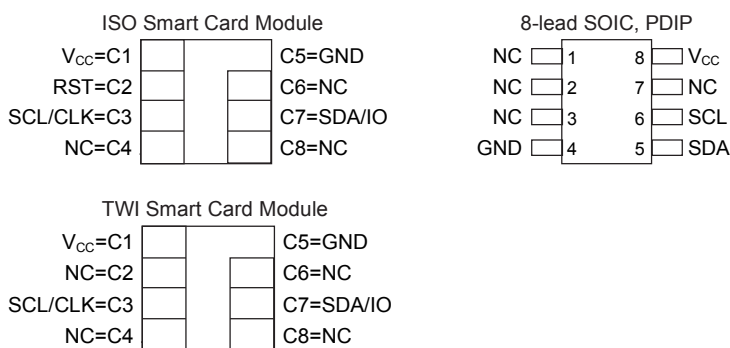 ISO Smart Card Module
V_CC=C1 C5=GND
RST=C2 C6=NC
SCL/CLK=C3 C7=SDA/IO
NC=C4 C8=NC
8-lead SOIC, PDIP
NC 1 8 V_CC
NC 2 7 NC
NC 3 6 SCL
GND 4 5 SDA
TWI Smart Card Module
V_CC=C1 C5=GND
NC=C2 C6=NC
SCL/CLK=C3 C7=SDA/IO
NC=C4 C8=NC